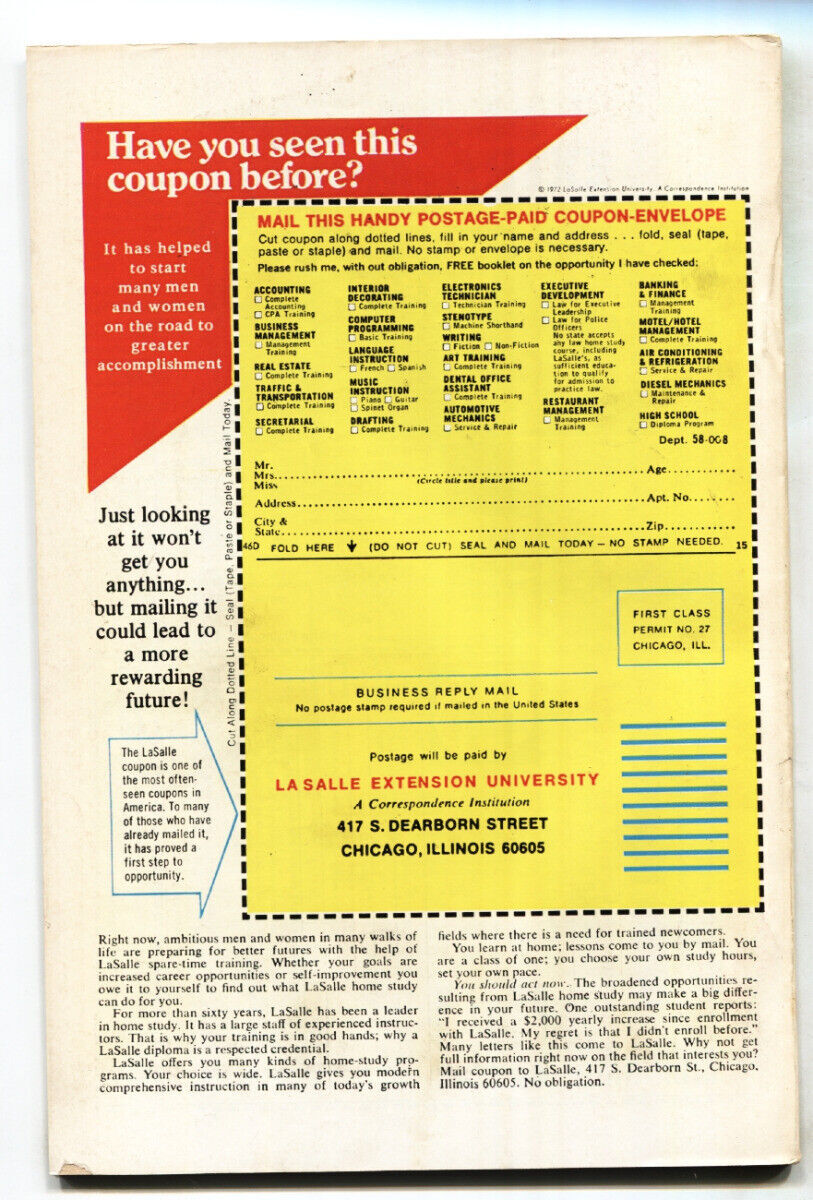 Have you seen this
coupon before?
© 1972 LaSalle Extension University, A Correspondence Institution
It has helped
to start
many men
and women
on the road to
greater
accomplishment
MAIL THIS HANDY POSTAGE-PAID COUPON-ENVELOPE
Cut coupon along dotted lines, fill in your name and address . . . fold, seal (tape,
paste or staple) and mail. No stamp or envelope is necessary.
Please rush me, with out obligation, FREE booklet on the opportunity I have checked:
ACCOUNTING
Complete
Accounting
CPA Training
BUSINESS
MANAGEMENT
Management
Training
REAL ESTATE
Complete Training
TRAFFIC &
TRANSPORTATION
Complete Training
SECRETARIAL
Complete Training
INTERIOR
DECORATING
Complete Training
COMPUTER
PROGRAMMING
Basic Training
LANGUAGE
INSTRUCTION
French Spanish
MUSIC
INSTRUCTION
Piano Guitar
Spinet Organ
DRAFTING
Complete Training
ELECTRONICS
TECHNICIAN
Technician Training
STENOTYPE
Machine Shorthand
WRITING
Fiction Non-Fiction
ART TRAINING
Complete Training
DENTAL OFFICE
ASSISTANT
Complete Training
AUTOMOTIVE
MECHANICS
Service & Repair
EXECUTIVE
DEVELOPMENT
Law for Executive
Leadership
Law for Police
Officers
No state accepts
any law home study
course, including
LaSalle's, as
sufficient educa-
tion to qualify
for admission to
practice law.
RESTAURANT
MANAGEMENT
Management
Training
BANKING
& FINANCE
Management
Training
MOTEL/HOTEL
MANAGEMENT
Complete Training
AIR CONDITIONING
& REFRIGERATION
Service & Repair
DIESEL MECHANICS
Maintenance &
Repair
HIGH SCHOOL
Diploma Program
Dept. 58-008
Mr.
Mrs. Age
Miss (Circle title and please print)
Address Apt. No.
City &
State Zip
46D FOLD HERE (DO NOT CUT) SEAL AND MAIL TODAY – NO STAMP NEEDED. 15
Cut Along Dotted Line – Seal (Tape, Paste or Staple) and Mail Today.
Just looking
at it won't
get you
anything...
but mailing it
could lead to
a more
rewarding
future!
The LaSalle
coupon is one of
the most often-
seen coupons in
America. To many
of those who have
already mailed it,
it has proved a
first step to
opportunity.
FIRST CLASS
PERMIT NO. 27
CHICAGO, ILL.
BUSINESS REPLY MAIL
No postage stamp required if mailed in the United States
Postage will be paid by
LA SALLE EXTENSION UNIVERSITY
A Correspondence Institution
417 S. DEARBORN STREET
CHICAGO, ILLINOIS 60605
Right now, ambitious men and women in many walks of
life are preparing for better futures with the help of
LaSalle spare-time training. Whether your goals are
increased career opportunities or self-improvement you
owe it to yourself to find out what LaSalle home study
can do for you.
For more than sixty years, LaSalle has been a leader
in home study. It has a large staff of experienced instruc-
tors. That is why your training is in good hands; why a
LaSalle diploma is a respected credential.
LaSalle offers you many kinds of home-study pro-
grams. Your choice is wide. LaSalle gives you modern
comprehensive instruction in many of today's growth
fields where there is a need for trained newcomers.
You learn at home; lessons come to you by mail. You
are a class of one; you choose your own study hours,
set your own pace.
You should act now. The broadened opportunities re-
sulting from LaSalle home study may make a big differ-
ence in your future. One outstanding student reports:
"I received a $2,000 yearly increase since enrollment
with LaSalle. My regret is that I didn't enroll before."
Many letters like this come to LaSalle. Why not get
full information right now on the field that interests you?
Mail coupon to LaSalle, 417 S. Dearborn St., Chicago,
Illinois 60605. No obligation.